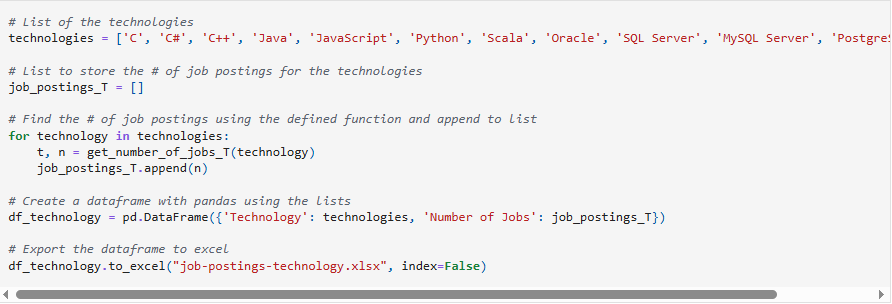 # List of the technologies
technologies = ['C', 'C#', 'C++', 'Java', 'JavaScript', 'Python', 'Scala', 'Oracle', 'SQL Server', 'MySQL Server', 'Postgre
# List to store the # of job postings for the technologies
job_postings_T = []
# Find the # of job postings using the defined function and append to list
for technology in technologies:
    t, n = get_number_of_jobs_T(technology)
    job_postings_T.append(n)
# Create a dataframe with pandas using the lists
df_technology = pd.DataFrame({'Technology': technologies, 'Number of Jobs': job_postings_T})
# Export the dataframe to excel
df_technology.to_excel("job-postings-technology.xlsx", index=False)